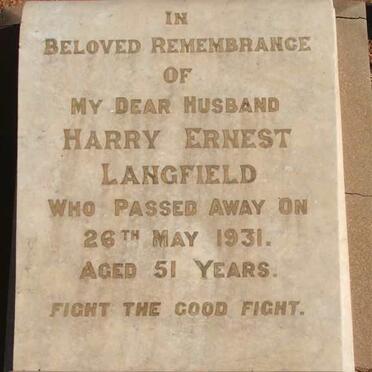 IN
BELOVED REMEMBRANCE
OF
MY DEAR HUSBAND
HARRY ERNEST
LANGFIELD
WHO PASSED AWAY ON
26TH MAY 1931.
AGED 51 YEARS.
FIGHT THE GOOD FIGHT.